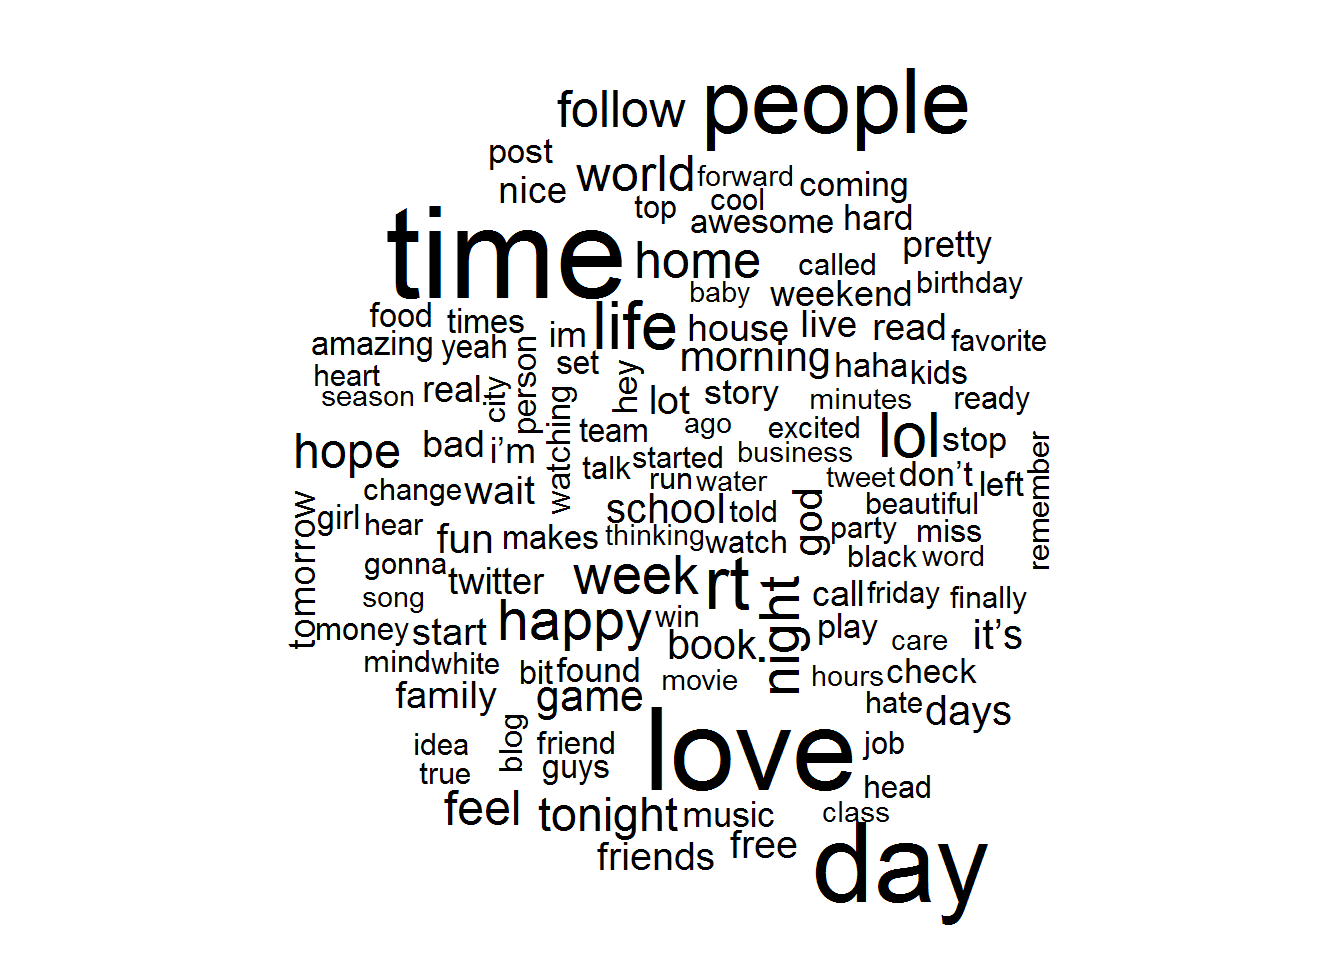 follow people
post
nice world forward coming
top cool
awesome hard
time home called pretty
baby weekend birthday
food times im life house live read favorite
amazing yeah person set morning haha kids
heart
season real city watching hey lot story minutes ready
hope bad i’m team ago excited lol stop
talk started business
change wait run water tweet don’t left remember
tomorrow girl hear school told god beautiful
fun makes thinking watch party miss
gonna twitter week rt night black word
song call friday finally
money start happy win book play care it’s
mind white bit found movie hours check
family game hate days
idea blog friend love job
true guys head
feel tonight music class
friends free day